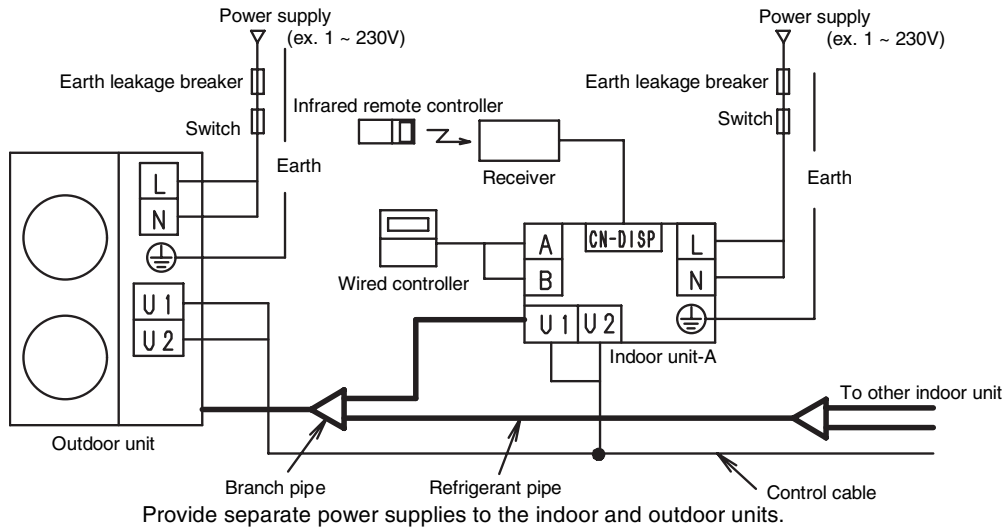 Power supply
(ex. 1 ~ 230V)
Power supply
(ex. 1 ~ 230V)
Earth leakage breaker
Earth leakage breaker
Infrared remote controller
Switch
Switch
Earth
Receiver
Earth
L
N
A
B
CN-DISP
L
N
Wired controller
U1
U2
U1
U2
Indoor unit-A
To other indoor unit
Outdoor unit
Branch pipe
Refrigerant pipe
Control cable
Provide separate power supplies to the indoor and outdoor units.